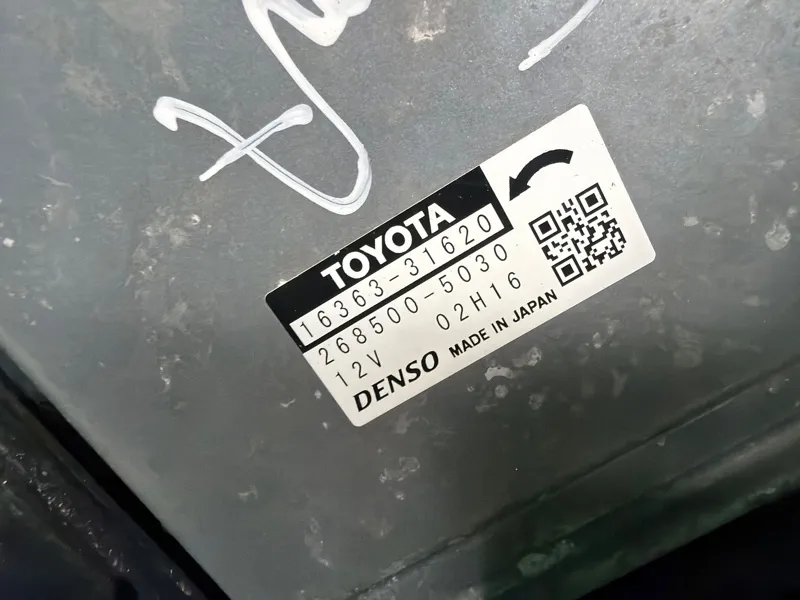 TOYOTA
16363-31620
268500-5030
12V 02H16
DENSO MADE IN JAPAN